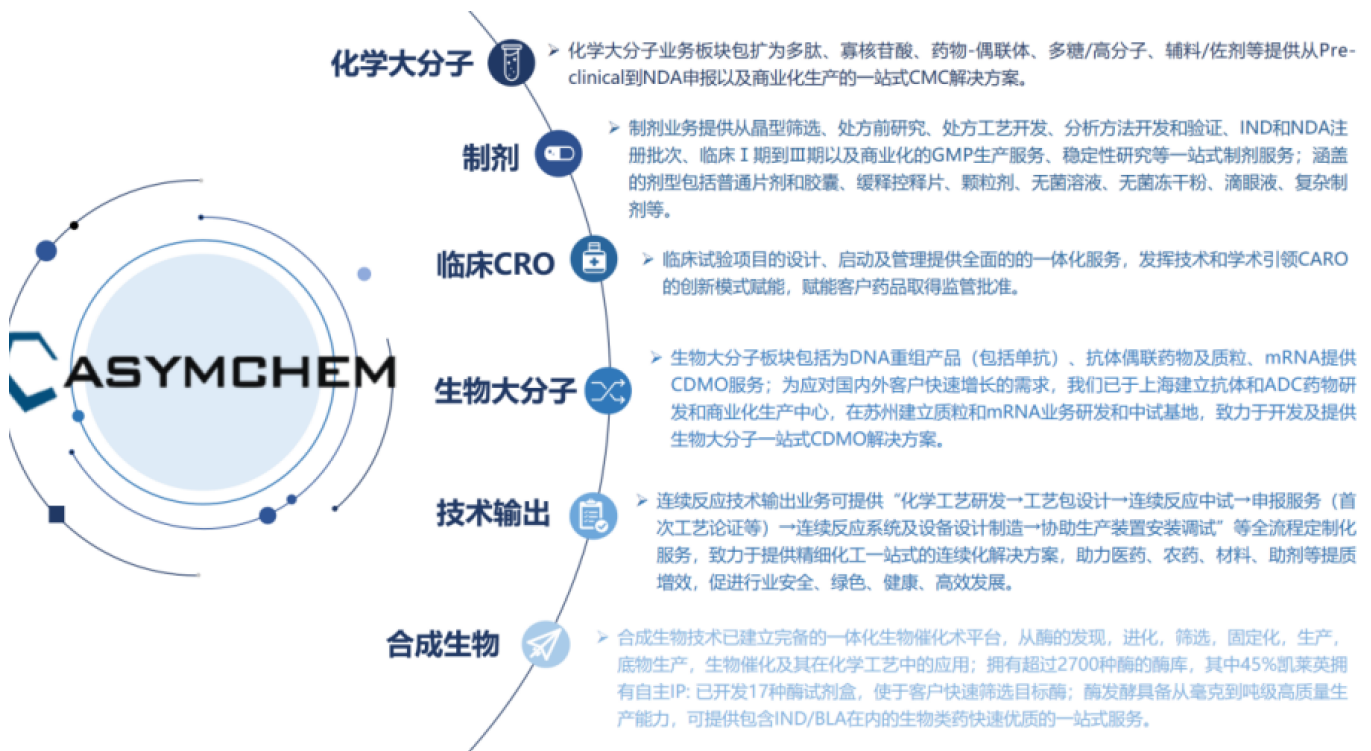 ASYMCHEM
化学大分子
化学大分子业务板块包扩为多肽、寡核苷酸、药物-偶联体、多糖/高分子、辅料/佐剂等提供从Pre-
clinical到NDA申报以及商业化生产的一站式CMC解决方案。
制剂
制剂业务提供从晶型筛选、处方前研究、处方工艺开发、分析方法开发和验证、IND和NDA注
册批次、临床Ⅰ期到Ⅲ期以及商业化的GMP生产服务、稳定性研究等一站式制剂服务；涵盖
的剂型包括普通片剂和胶囊、缓释控释片、颗粒剂、无菌溶液、无菌冻干粉、滴眼液、复杂制
剂等。
临床CRO
临床试验项目的设计、启动及管理提供全面的的一体化服务，发挥技术和学术引领CARO
的创新模式赋能，赋能客户药品取得监管批准。
生物大分子
生物大分子板块包括为DNA重组产品（包括单抗）、抗体偶联药物及质粒、mRNA提供
CDMO服务；为应对国内外客户快速增长的需求，我们已于上海建立抗体和ADC药物研
发和商业化生产中心，在苏州建立质粒和mRNA业务研发和中试基地，致力于开发及提供
生物大分子一站式CDMO解决方案。
技术输出
连续反应技术输出业务可提供“化学工艺研发→工艺包设计→连续反应中试→申报服务（首
次工艺论证等）→连续反应系统及设备设计制造→协助生产装置安装调试”等全流程定制化
服务，致力于提供精细化工一站式的连续化解决方案，助力医药、农药、材料、助剂等提质
增效，促进行业安全、绿色、健康、高效发展。
合成生物
合成生物技术已建立完备的一体化生物催化术平台，从酶的发现，进化，筛选，固定化，生产，
底物生产，生物催化及其在化学工艺中的应用；拥有超过2700种酶的酶库，其中45%凯莱英拥
有自主IP: 已开发17种酶试剂盒，使于客户快速筛选目标酶；酶发酵具备从毫克到吨级高质量生
产能力，可提供包含IND/BLA在内的生物类药快速优质的一站式服务。